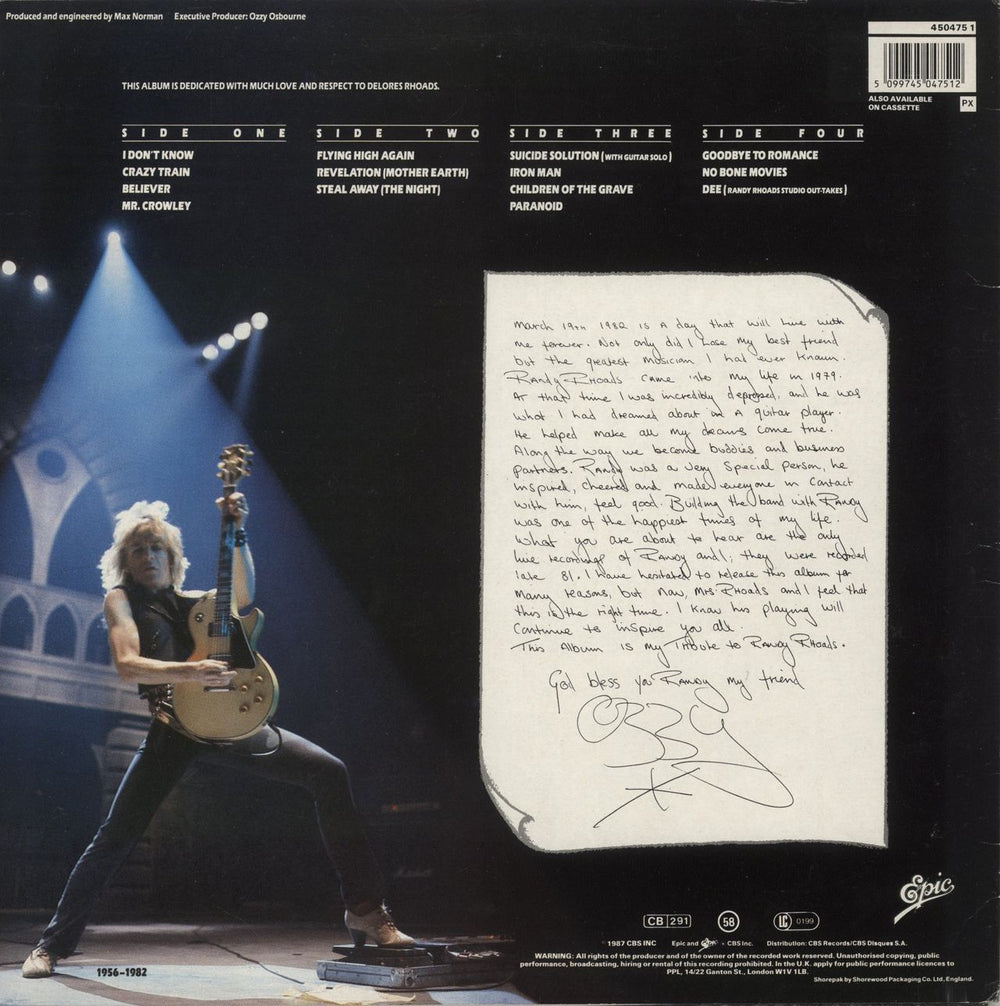 Produced and engineered by Max Norman Executive Producer: Ozzy Osbourne
450475 1
5 099745 047512
ALSO AVAILABLE
ON CASSETTE
PX
THIS ALBUM IS DEDICATED WITH MUCH LOVE AND RESPECT TO DELORES RHOADS.
SIDE ONE
I DON'T KNOW
CRAZY TRAIN
BELIEVER
MR. CROWLEY
SIDE TWO
FLYING HIGH AGAIN
REVELATION (MOTHER EARTH)
STEAL AWAY (THE NIGHT)
SIDE THREE
SUICIDE SOLUTION (WITH GUITAR SOLO)
IRON MAN
CHILDREN OF THE GRAVE
PARANOID
SIDE FOUR
GOODBYE TO ROMANCE
NO BONE MOVIES
DEE (RANDY RHOADS STUDIO OUT-TAKES)
March 19th 1982 is a day that will live with
me forever. Not only did I lose my best friend
but the greatest musician I had ever known.
Randy Rhoads came into my life in 1979.
At that time I was incredibly depressed, and he was
what I had dreamed about in a guitar player.
He helped make all my dreams come true.
Along the way we become buddies and business
partners. Randy was a very special person, he
inspired, cheered and made everyone in contact
with him, feel good. Building the band with Randy
was one of the happiest times of my life.
What you are about to hear are the only
live recordings of Randy and I; they were recorded
late 81. I have hesitated to release this album for
many reasons, but now, Mrs. Rhoads and I feel that
this is the right time. I know his playing will
continue to inspire you all.
This album is my tribute to Randy Rhoads.
God bless you Randy my friend
Ozzy
1956-1982
Epic
CB 291
58
LC 0199
1987 CBS INC Epic and Epic - CBS Inc. Distribution: CBS Records/CBS Disques S.A.
WARNING: All rights of the producer and of the owner of the recorded work reserved. Unauthorised copying, public
performance, broadcasting, hiring or rental of this recording prohibited. In the U.K. apply for public performance licences to
PPL, 14/22 Ganton St., London W1V 1LB.
Shorepak by Shorewood Packaging Co. Ltd, England.